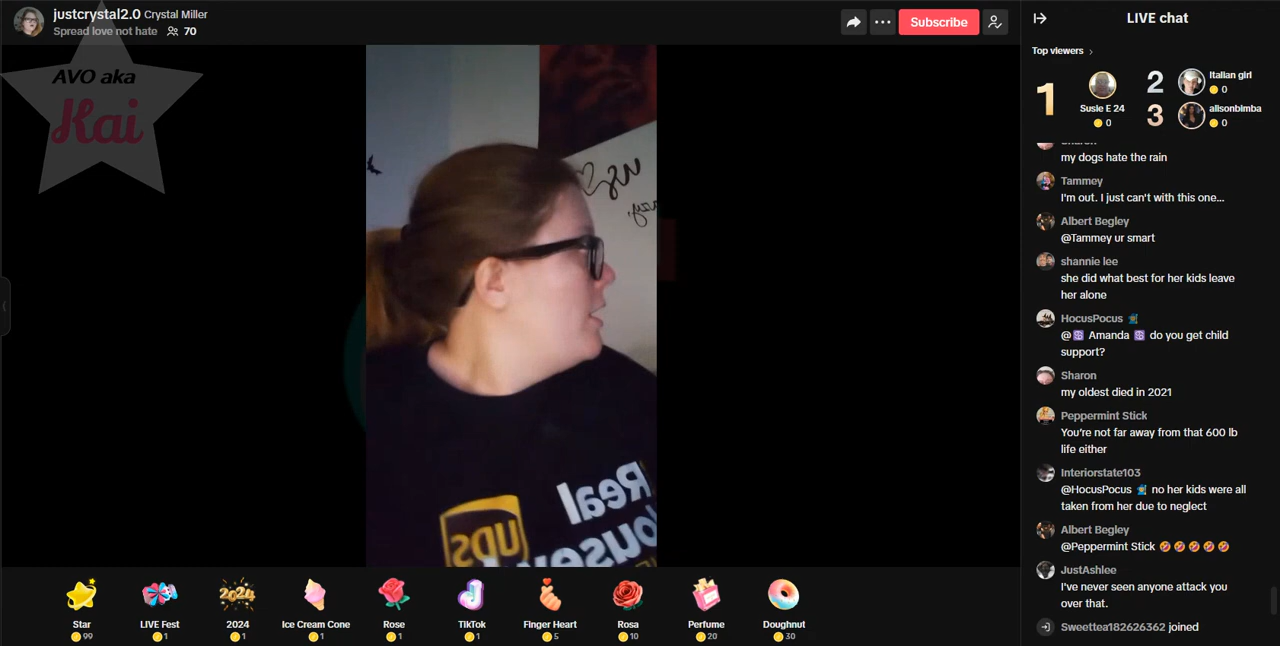 justcrystal2.0 Crystal Miller
Spread love not hate 70
Subscribe
AVO aka
Kai
us
Real
ups
LIVE chat
Top viewers
1
Susie E 24
0
2
Italian girl
0
3
alisonbimba
0
Sharon
my dogs hate the rain
Tammey
I'm out. I just can't with this one...
Albert Begley
@Tammey ur smart
shannie lee
she did what best for her kids leave
her alone
HocusPocus
@ Amanda do you get child
support?
Sharon
my oldest died in 2021
Peppermint Stick
You're not far away from that 600 lb
life either
Interiorstate103
@HocusPocus no her kids were all
taken from her due to neglect
Albert Begley
@Peppermint Stick
JustAshlee
I've never seen anyone attack you
over that.
Sweettea182626362 joined
2024
Star
99
LIVE Fest
1
2024
1
Ice Cream Cone
1
Rose
1
TikTok
1
Finger Heart
5
Rosa
10
Perfume
20
Doughnut
30